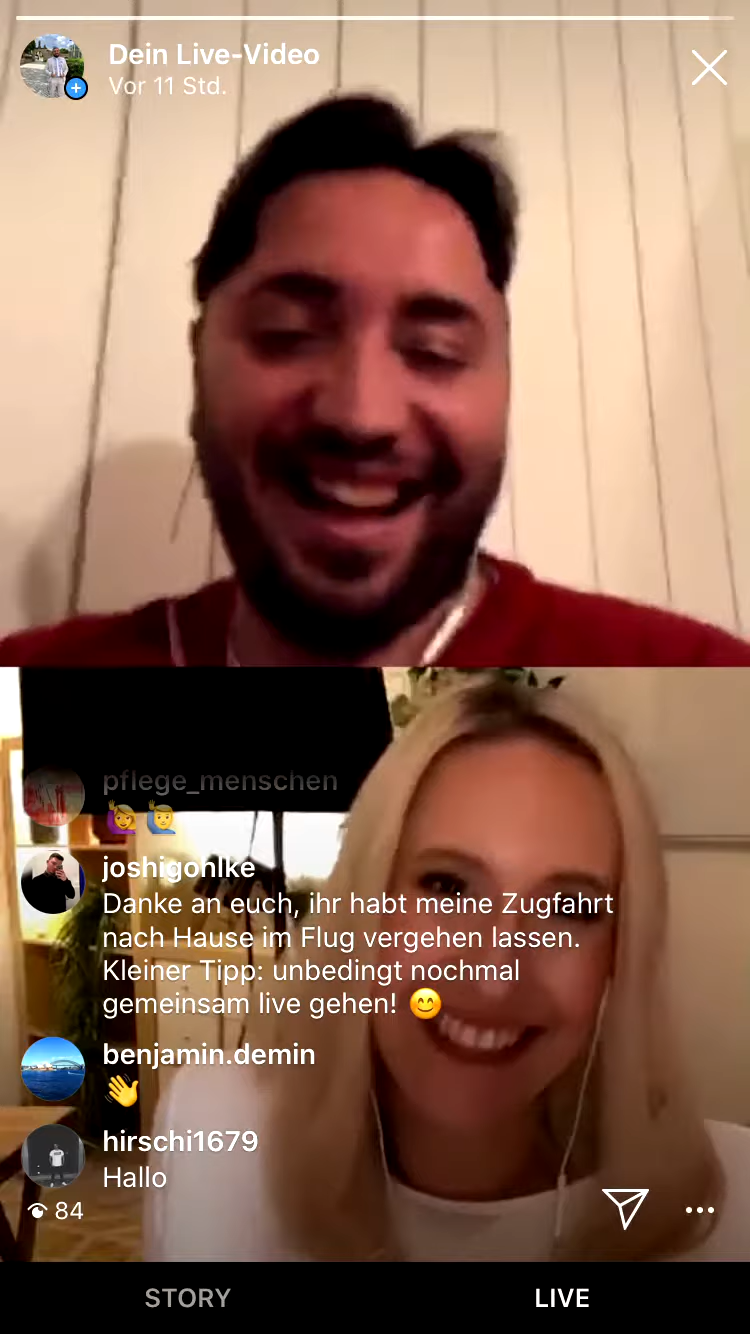 Dein Live-Video
Vor 11 Std.
pflege_menschen
🙋‍♀️🙋‍♂️
joshigohlke
Danke an euch, ihr habt meine Zugfahrt
nach Hause im Flug vergehen lassen.
Kleiner Tipp: unbedingt nochmal
gemeinsam live gehen! 😊
benjamin.demin
👋
hirschi1679
Hallo
84
STORY
LIVE